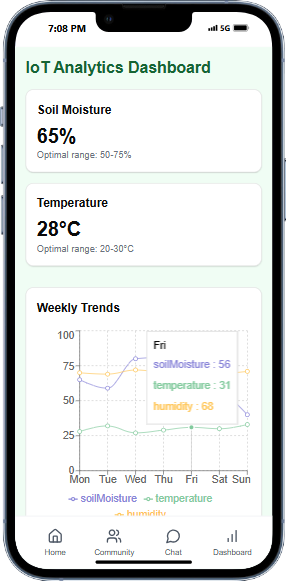 7:08 PM 5G
IoT Analytics Dashboard
Soil Moisture
65%
Optimal range: 50-75%
Temperature
28°C
Optimal range: 20-30°C
Weekly Trends
100
75
50
25
0
Fri
soilMoisture : 56
temperature : 31
humidity : 68
Mon Tue Wed Thu Fri Sat Sun
soilMoisture temperature
humidity
Home Community Chat Dashboard